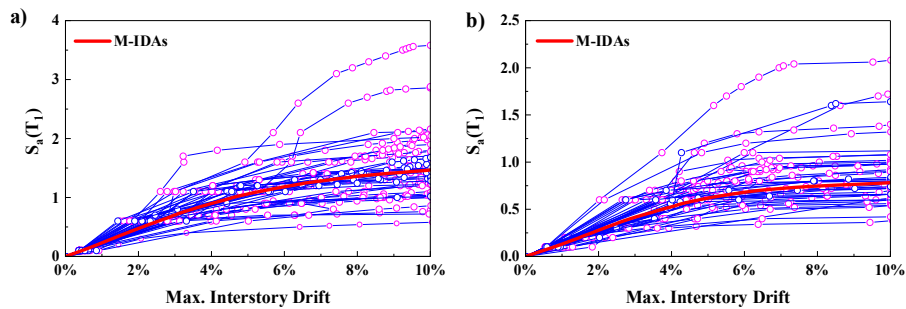 a)
M-IDAs
4
3
2
1
0
Sa(T1)
0% 2% 4% 6% 8% 10%
Max. Interstory Drift
b)
M-IDAs
2.5
2.0
1.5
1.0
0.5
0.0
Sa(T1)
0% 2% 4% 6% 8% 10%
Max. Interstory Drift